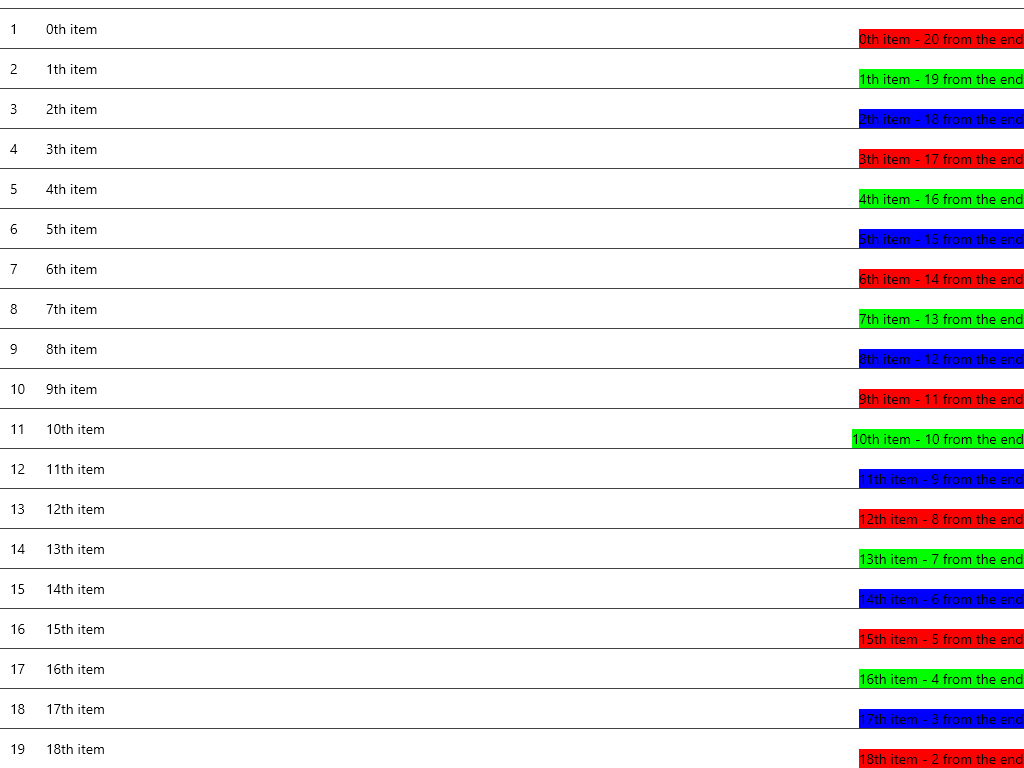 1 0th item 0th item - 20 from the end
2 1th item 1th item - 19 from the end
3 2th item 2th item - 18 from the end
4 3th item 3th item - 17 from the end
5 4th item 4th item - 16 from the end
6 5th item 5th item - 15 from the end
7 6th item 6th item - 14 from the end
8 7th item 7th item - 13 from the end
9 8th item 8th item - 12 from the end
10 9th item 9th item - 11 from the end
11 10th item 10th item - 10 from the end
12 11th item 11th item - 9 from the end
13 12th item 12th item - 8 from the end
14 13th item 13th item - 7 from the end
15 14th item 14th item - 6 from the end
16 15th item 15th item - 5 from the end
17 16th item 16th item - 4 from the end
18 17th item 17th item - 3 from the end
19 18th item 18th item - 2 from the end